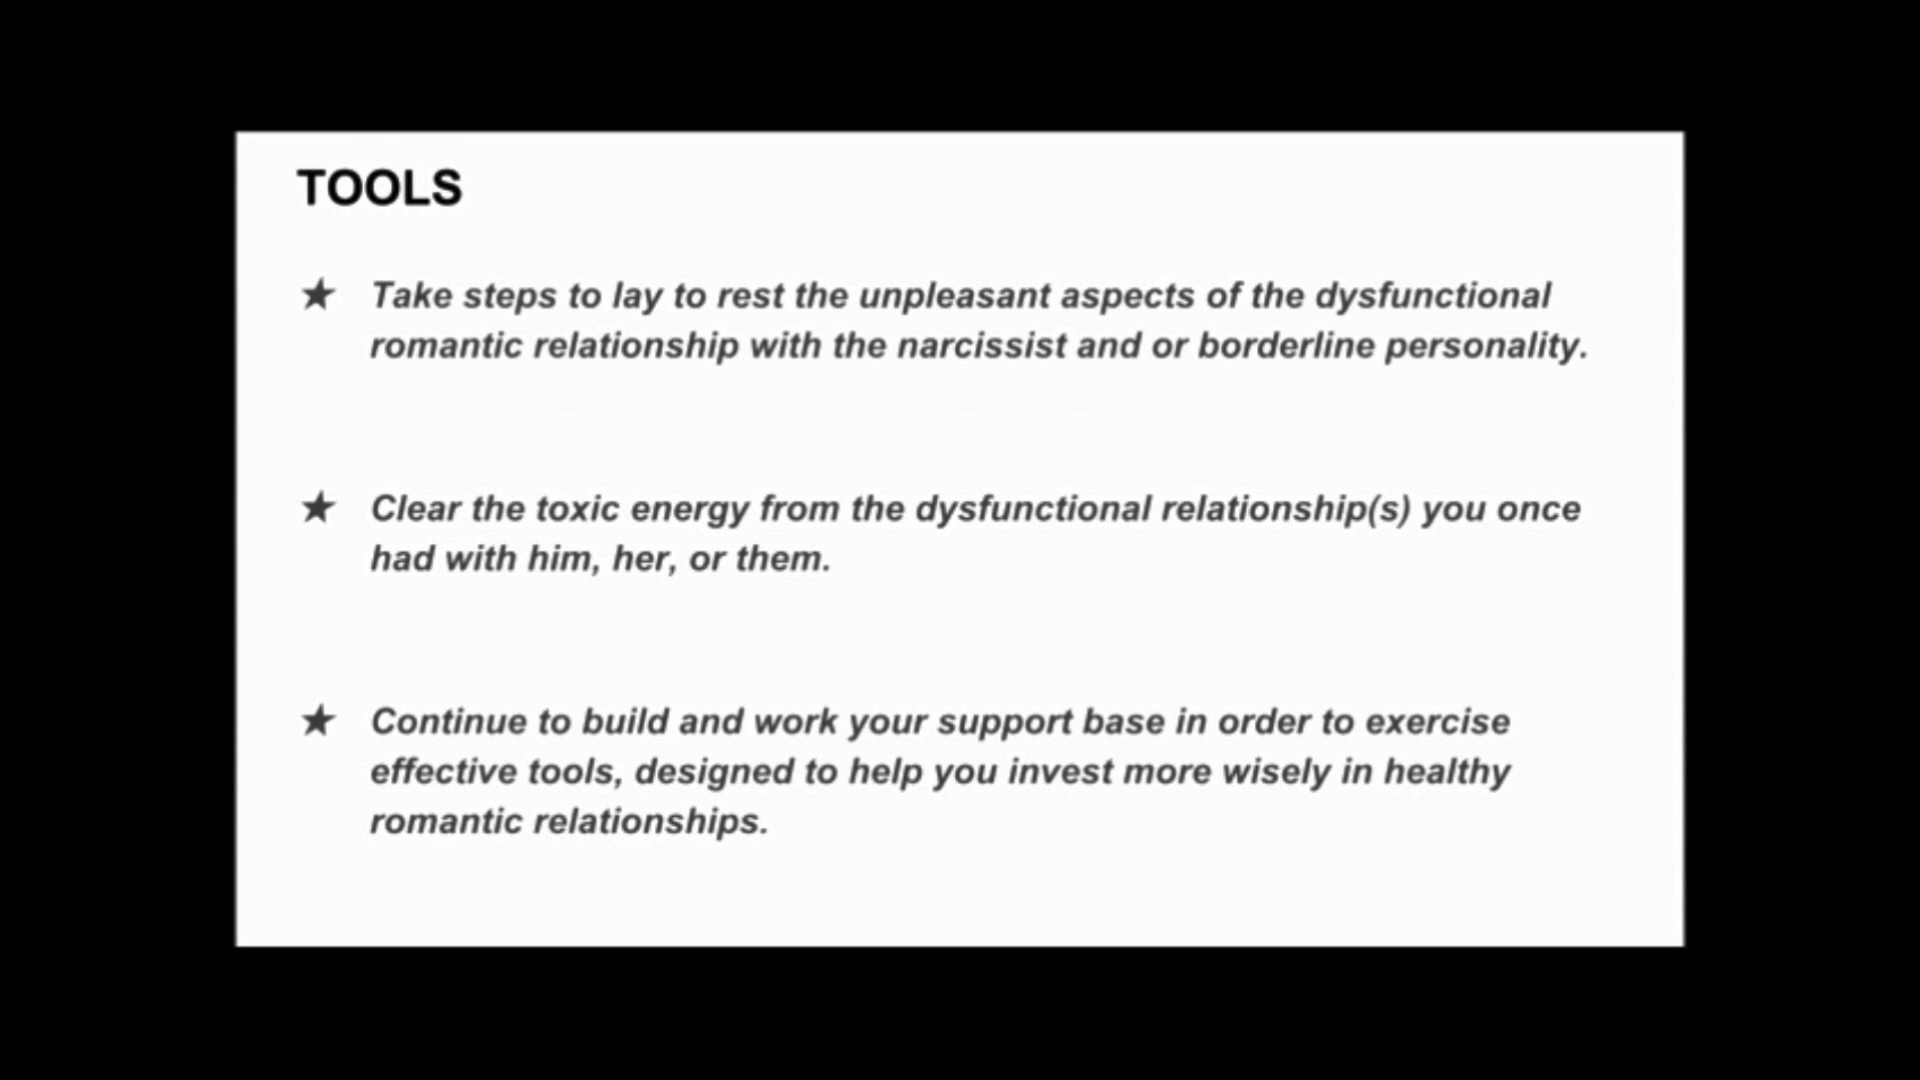 TOOLS
★ Take steps to lay to rest the unpleasant aspects of the dysfunctional
romantic relationship with the narcissist and or borderline personality.
★ Clear the toxic energy from the dysfunctional relationship(s) you once
had with him, her, or them.
★ Continue to build and work your support base in order to exercise
effective tools, designed to help you invest more wisely in healthy
romantic relationships.